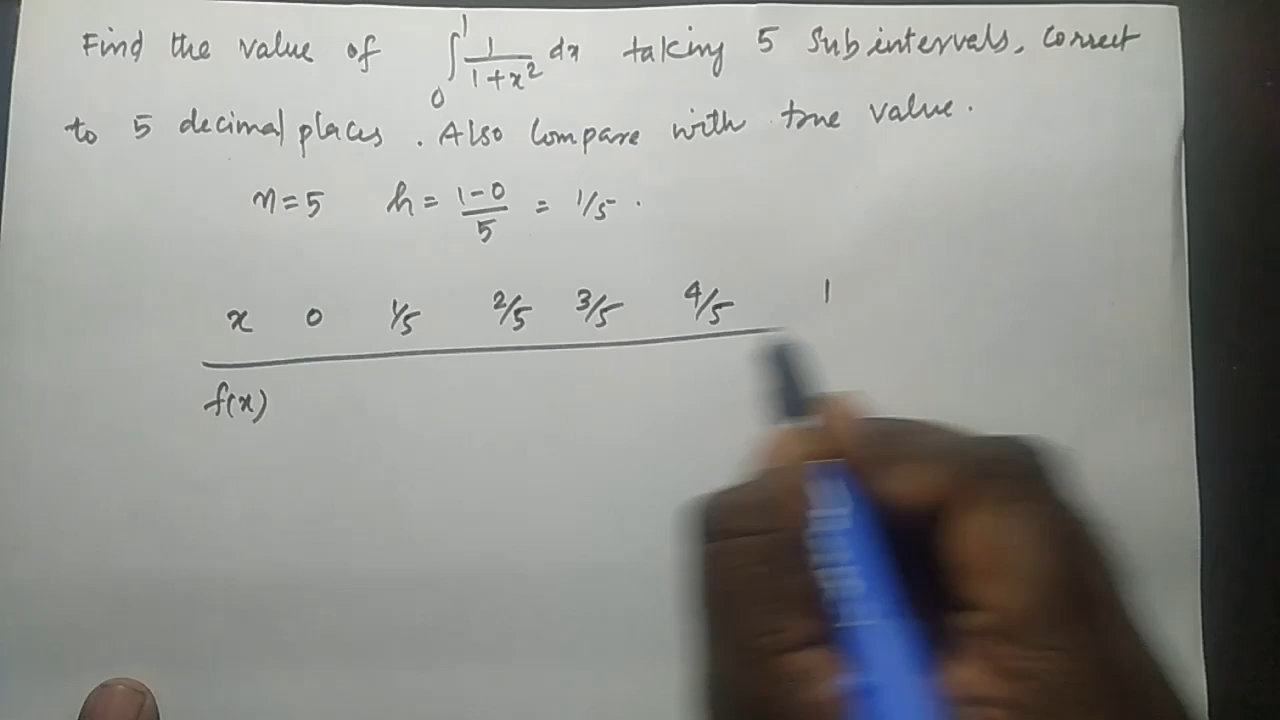 Find the value of ∫₀¹ 1/(1+x²) dx taking 5 Subintervals, Correct
to 5 decimal places. Also Compare with true value.
n=5 h = (1-0)/5 = 1/5.
x 0 1/5 2/5 3/5 4/5 1
f(x)